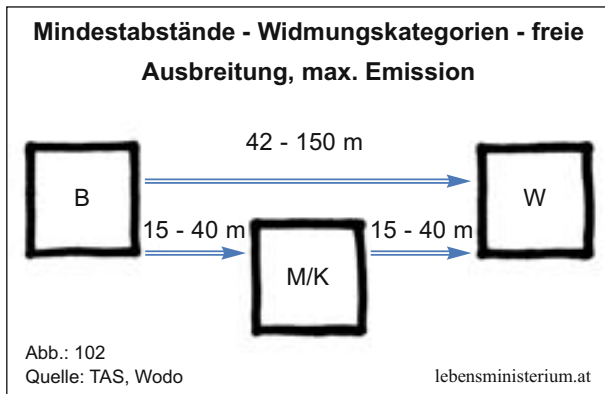 Mindestabstände - Widmungskategorien - freie
Ausbreitung, max. Emission
42 - 150 m
B
W
15 - 40 m
15 - 40 m
M/K
Abb.: 102
Quelle: TAS, Wodo
lebensministerium.at